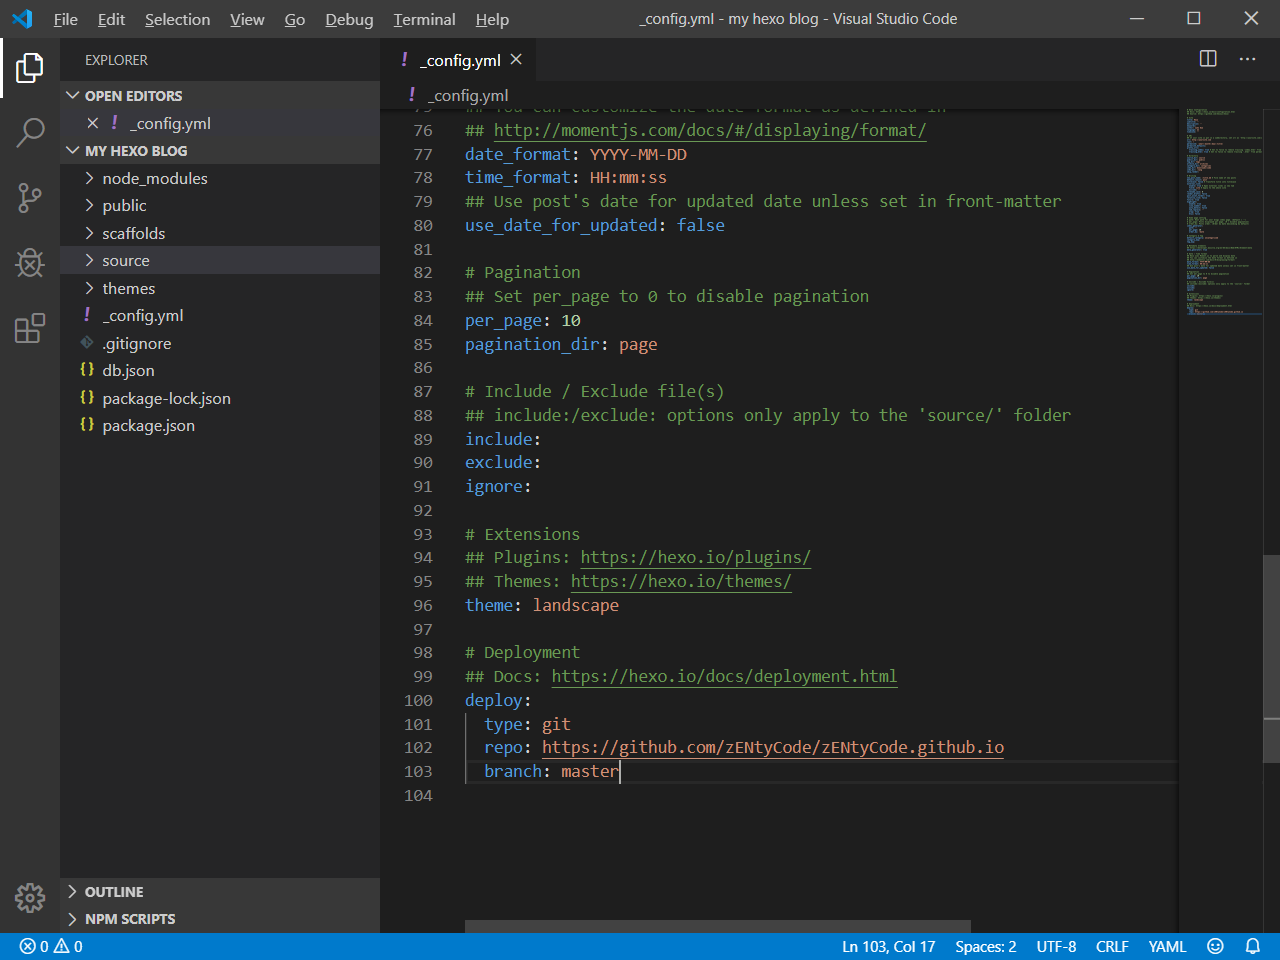 File Edit Selection View Go Debug Terminal Help
_config.yml - my hexo blog - Visual Studio Code
EXPLORER
OPEN EDITORS
! _config.yml
MY HEXO BLOG
node_modules
public
scaffolds
source
themes
! _config.yml
.gitignore
{} db.json
{} package-lock.json
{} package.json
OUTLINE
NPM SCRIPTS
! _config.yml
! _config.yml
75 ## You can customize the date format as defined in
76 ## http://momentjs.com/docs/#/displaying/format/
77 date_format: YYYY-MM-DD
78 time_format: HH:mm:ss
79 ## Use post's date for updated date unless set in front-matter
80 use_date_for_updated: false
81
82 # Pagination
83 ## Set per_page to 0 to disable pagination
84 per_page: 10
85 pagination_dir: page
86
87 # Include / Exclude file(s)
88 ## include:/exclude: options only apply to the 'source/' folder
89 include:
90 exclude:
91 ignore:
92
93 # Extensions
94 ## Plugins: https://hexo.io/plugins/
95 ## Themes: https://hexo.io/themes/
96 theme: landscape
97
98 # Deployment
99 ## Docs: https://hexo.io/docs/deployment.html
100 deploy:
101 type: git
102 repo: https://github.com/zENtyCode/zENtyCode.github.io
103 branch: master
104
0 0
Ln 103, Col 17 Spaces: 2 UTF-8 CRLF YAML